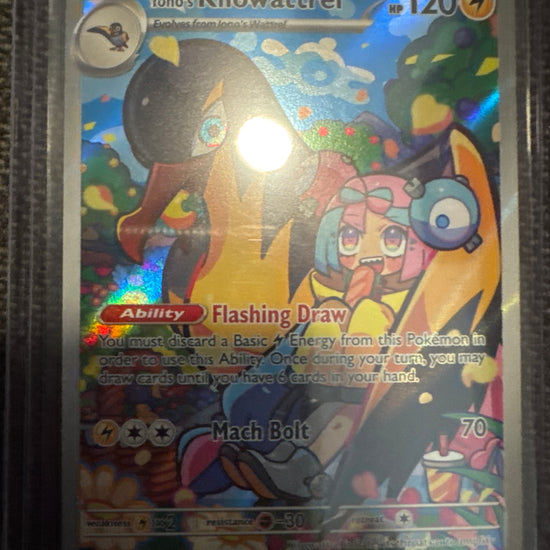 Iono's Kilowattrel
HP 120
Evolves from Iono's Wattrel
Ability Flashing Draw
You must discard a Basic Energy from this Pokémon in
order to use this Ability. Once during your turn, you may
draw cards until you have 6 cards in your hand.
Mach Bolt 70
weakness ×2 resistance -30 retreat